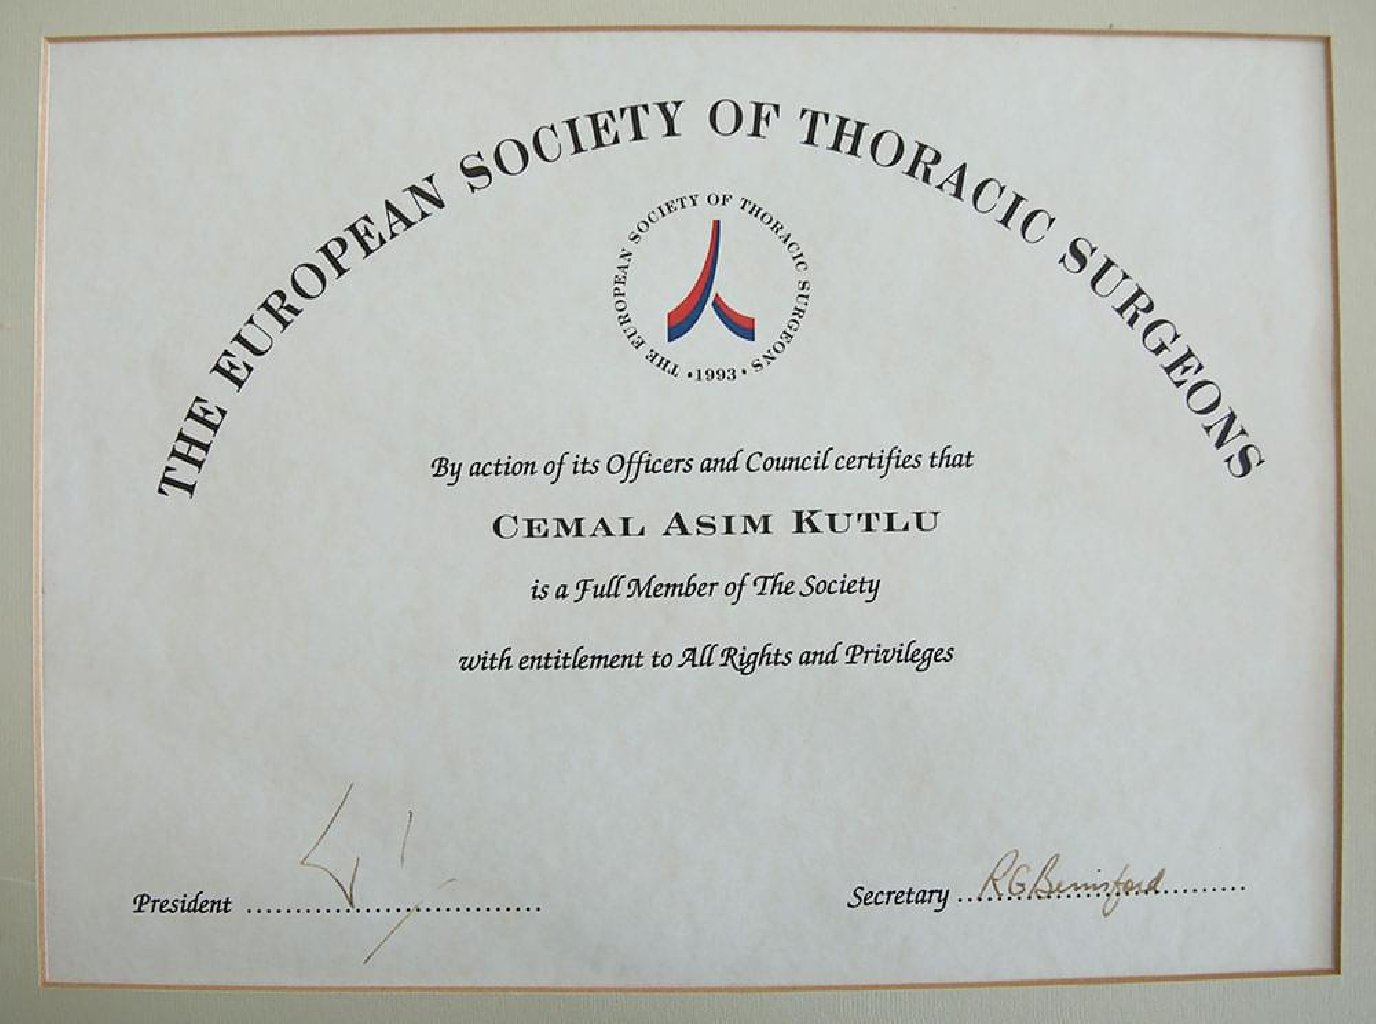 THE EUROPEAN SOCIETY OF THORACIC SURGEONS
THE EUROPEAN SOCIETY OF THORACIC SURGEONS
•1993•
By action of its Officers and Council certifies that
CEMAL ASIM KUTLU
is a Full Member of The Society
with entitlement to All Rights and Privileges
President ..............................
Secretary ..............................